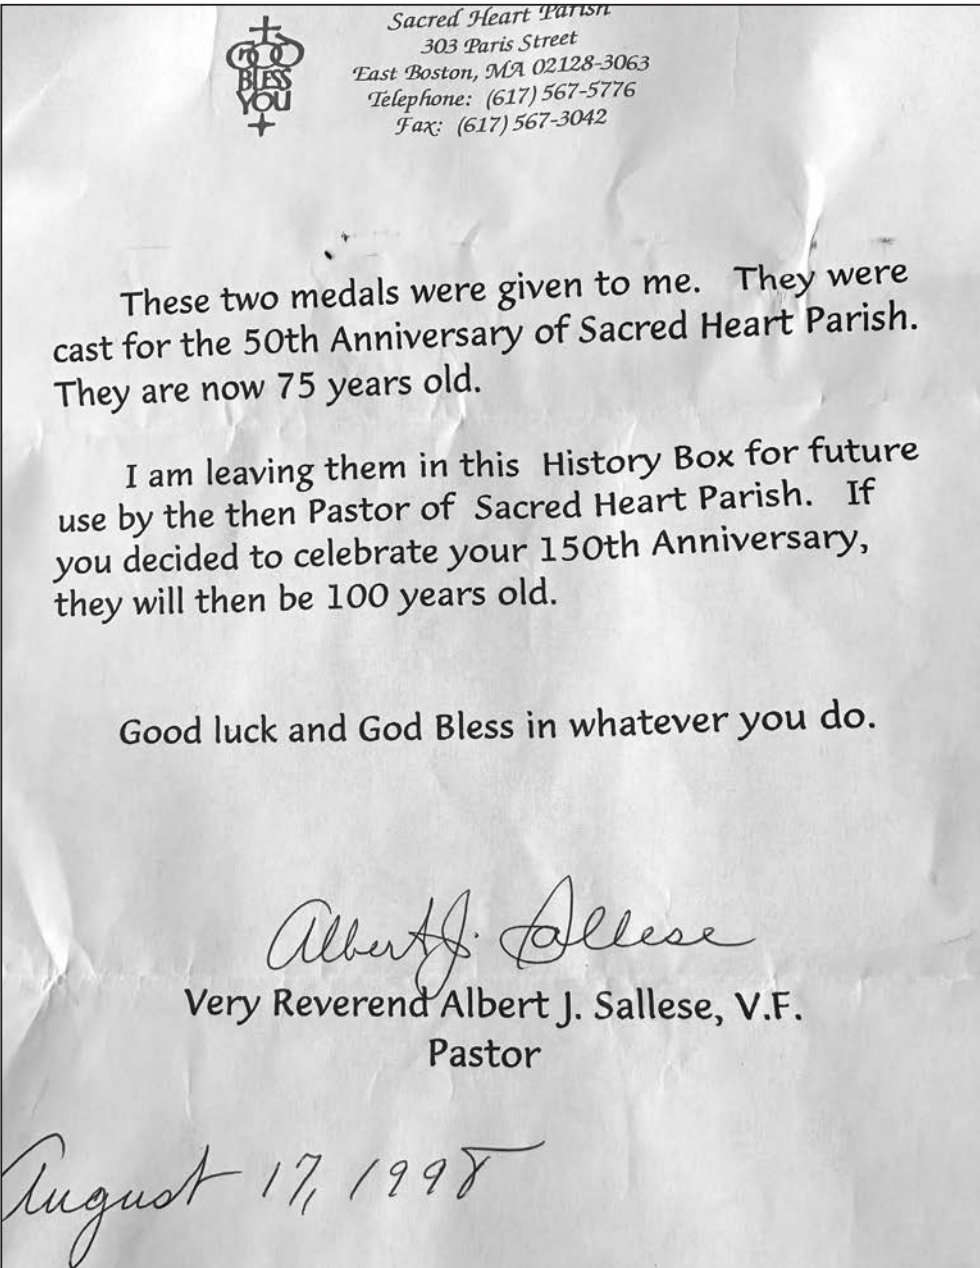 GOD
BLESS
YOU
Sacred Heart Parish
303 Paris Street
East Boston, MA 02128-3063
Telephone: (617) 567-5776
Fax: (617) 567-3042
These two medals were given to me. They were
cast for the 50th Anniversary of Sacred Heart Parish.
They are now 75 years old.
I am leaving them in this History Box for future
use by the then Pastor of Sacred Heart Parish. If
you decided to celebrate your 150th Anniversary,
they will then be 100 years old.
Good luck and God Bless in whatever you do.
Albert J. Sallese
Very Reverend Albert J. Sallese, V.F.
Pastor
August 17, 1998